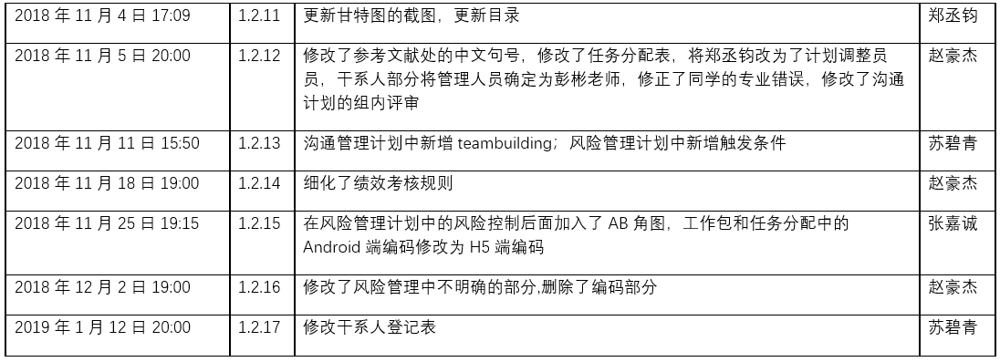 2018 年 11 月 4 日 17:09 1.2.11 更新甘特图的截图，更新目录 郑丞钧
2018 年 11 月 5 日 20:00 1.2.12 修改了参考文献处的中文句号，修改了任务分配表，将郑丞钧改为了计划调整员 赵豪杰
员，干系人部分将管理人员确定为彭彬老师，修正了同学的专业错误，修改了沟通
计划的组内评审
2018 年 11 月 11 日 15:50 1.2.13 沟通管理计划中新增 teambuilding；风险管理计划中新增触发条件 苏碧青
2018 年 11 月 18 日 19:00 1.2.14 细化了绩效考核规则 赵豪杰
2018 年 11 月 25 日 19:15 1.2.15 在风险管理计划中的风险控制后面加入了 AB 角图，工作包和任务分配中的 张嘉诚
Android 端编码修改为 H5 端编码
2018 年 12 月 2 日 19:00 1.2.16 修改了风险管理中不明确的部分,删除了编码部分 赵豪杰
2019 年 1 月 12 日 20:00 1.2.17 修改干系人登记表 苏碧青